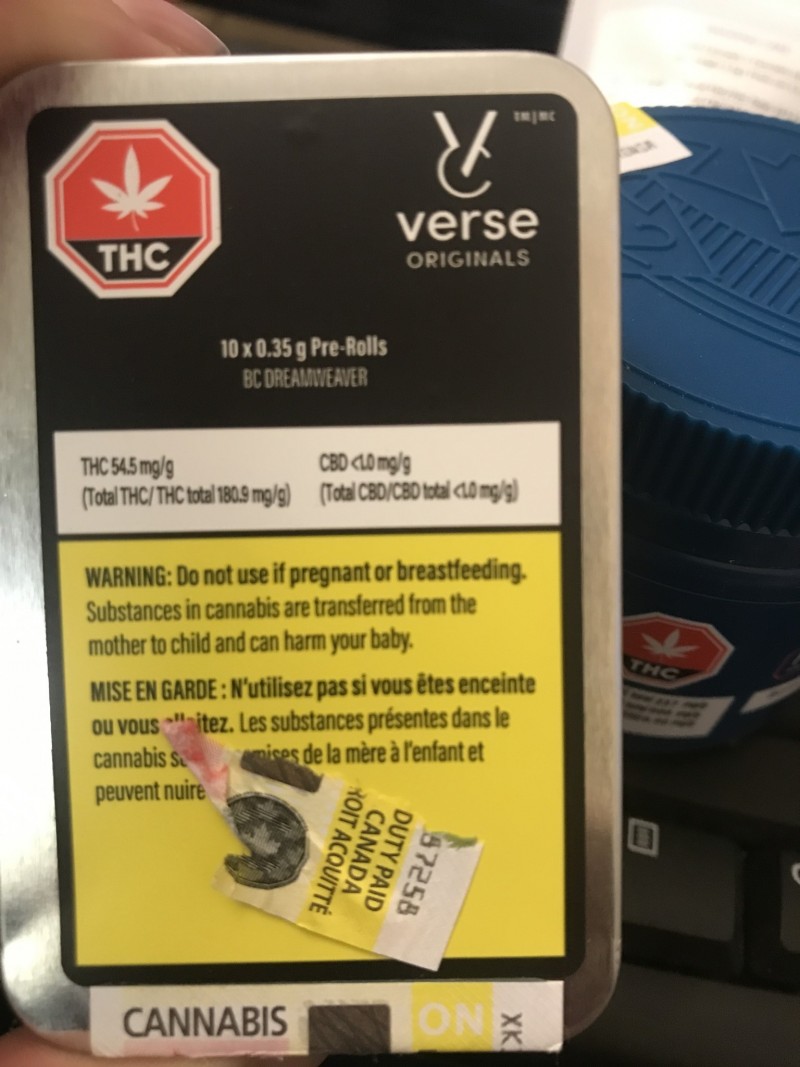 THC
verse
ORIGINALS
TM|MC
10 x 0.35 g Pre-Rolls
BC DREAMWEAVER
THC 54.5 mg/g
(Total THC/ THC total 180.9 mg/g)
CBD <1.0 mg/g
(Total CBD/CBD total <1.0 mg/g)
WARNING: Do not use if pregnant or breastfeeding.
Substances in cannabis are transferred from the
mother to child and can harm your baby.
MISE EN GARDE : N'utilisez pas si vous êtes enceinte
ou vous allaitez. Les substances présentes dans le
cannabis de la mère à l'enfant et
peuvent nuire
DUTY PAID
CANADA
ACQUITTÉ
87258
CANNABIS
ON
XK
THC